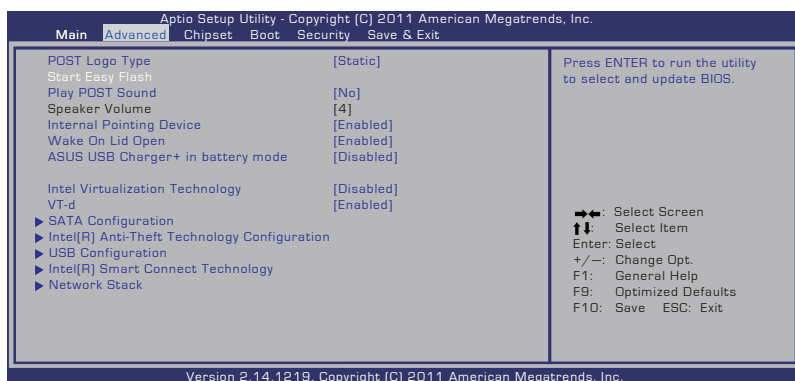 Aptio Setup Utility - Copyright (C) 2011 American Megatrends, Inc.
Main Advanced Chipset Boot Security Save & Exit
POST Logo Type [Static]
Start Easy Flash
Play POST Sound [No]
Speaker Volume [4]
Internal Pointing Device [Enabled]
Wake On Lid Open [Enabled]
ASUS USB Charger+ in battery mode [Disabled]
Intel Virtualization Technology [Disabled]
VT-d [Enabled]
SATA Configuration
Intel(R) Anti-Theft Technology Configuration
USB Configuration
Intel(R) Smart Connect Technology
Network Stack
Press ENTER to run the utility
to select and update BIOS.
→←: Select Screen
↑↓: Select Item
Enter: Select
+/—: Change Opt.
F1: General Help
F9: Optimized Defaults
F10: Save ESC: Exit
Version 2.14.1219. Copyright (C) 2011 American Megatrends, Inc.